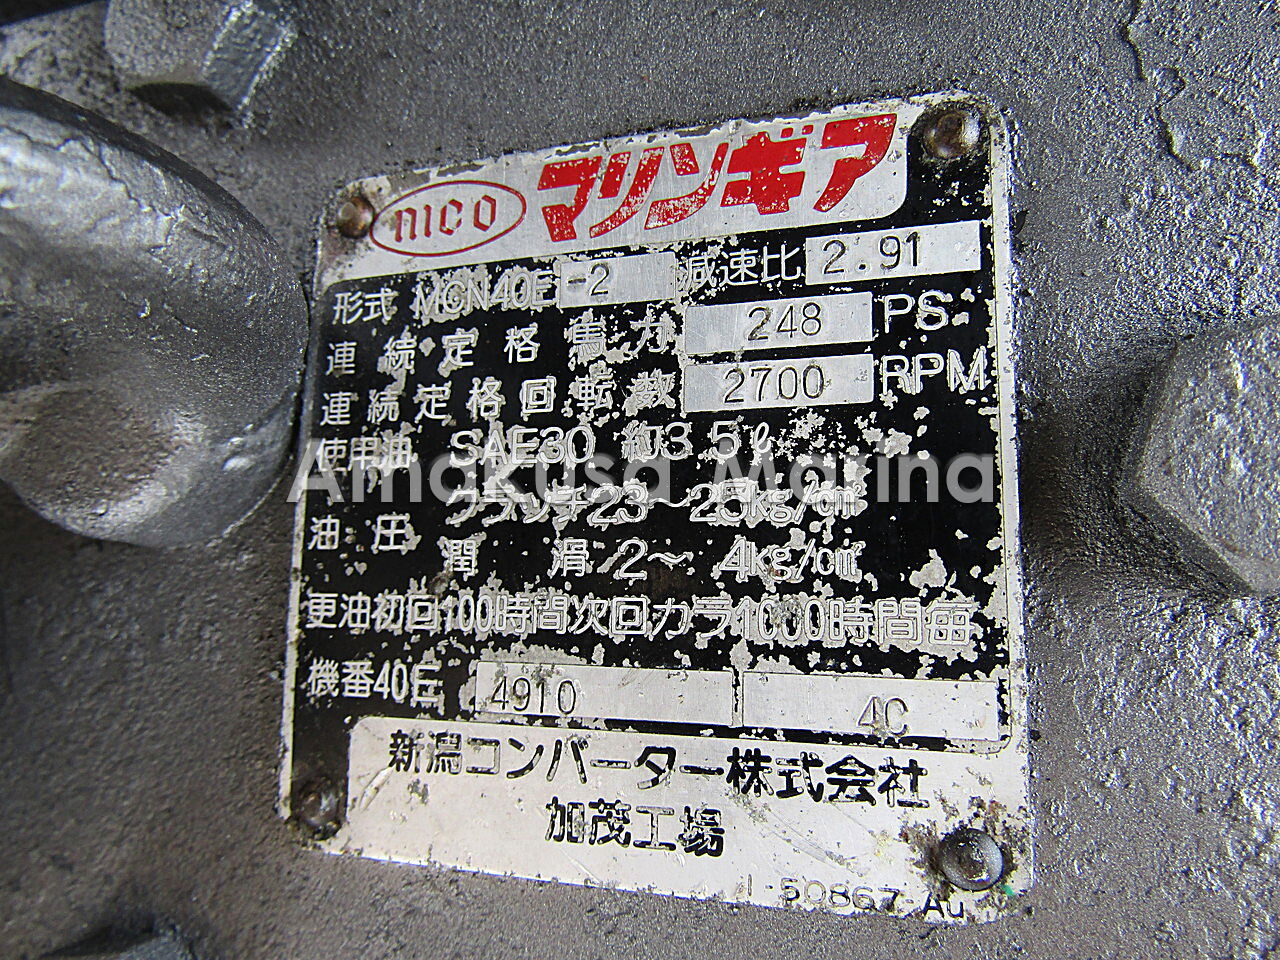 nico マリンギア
形式 MGN40E -2 減速比 2.91
連続定格馬力 248 PS
連続定格回転数 2700 RPM
使用油 SAE30 約3.5ℓ
油圧 クラッチ23〜25kg/c㎡
潤滑 2〜4kg/c㎡
更油初回100時間次回カラ1000時間毎
機番40E 4910 4C
新潟コンバーター株式会社
加茂工場
1-50867-Au
Amakusa Marina